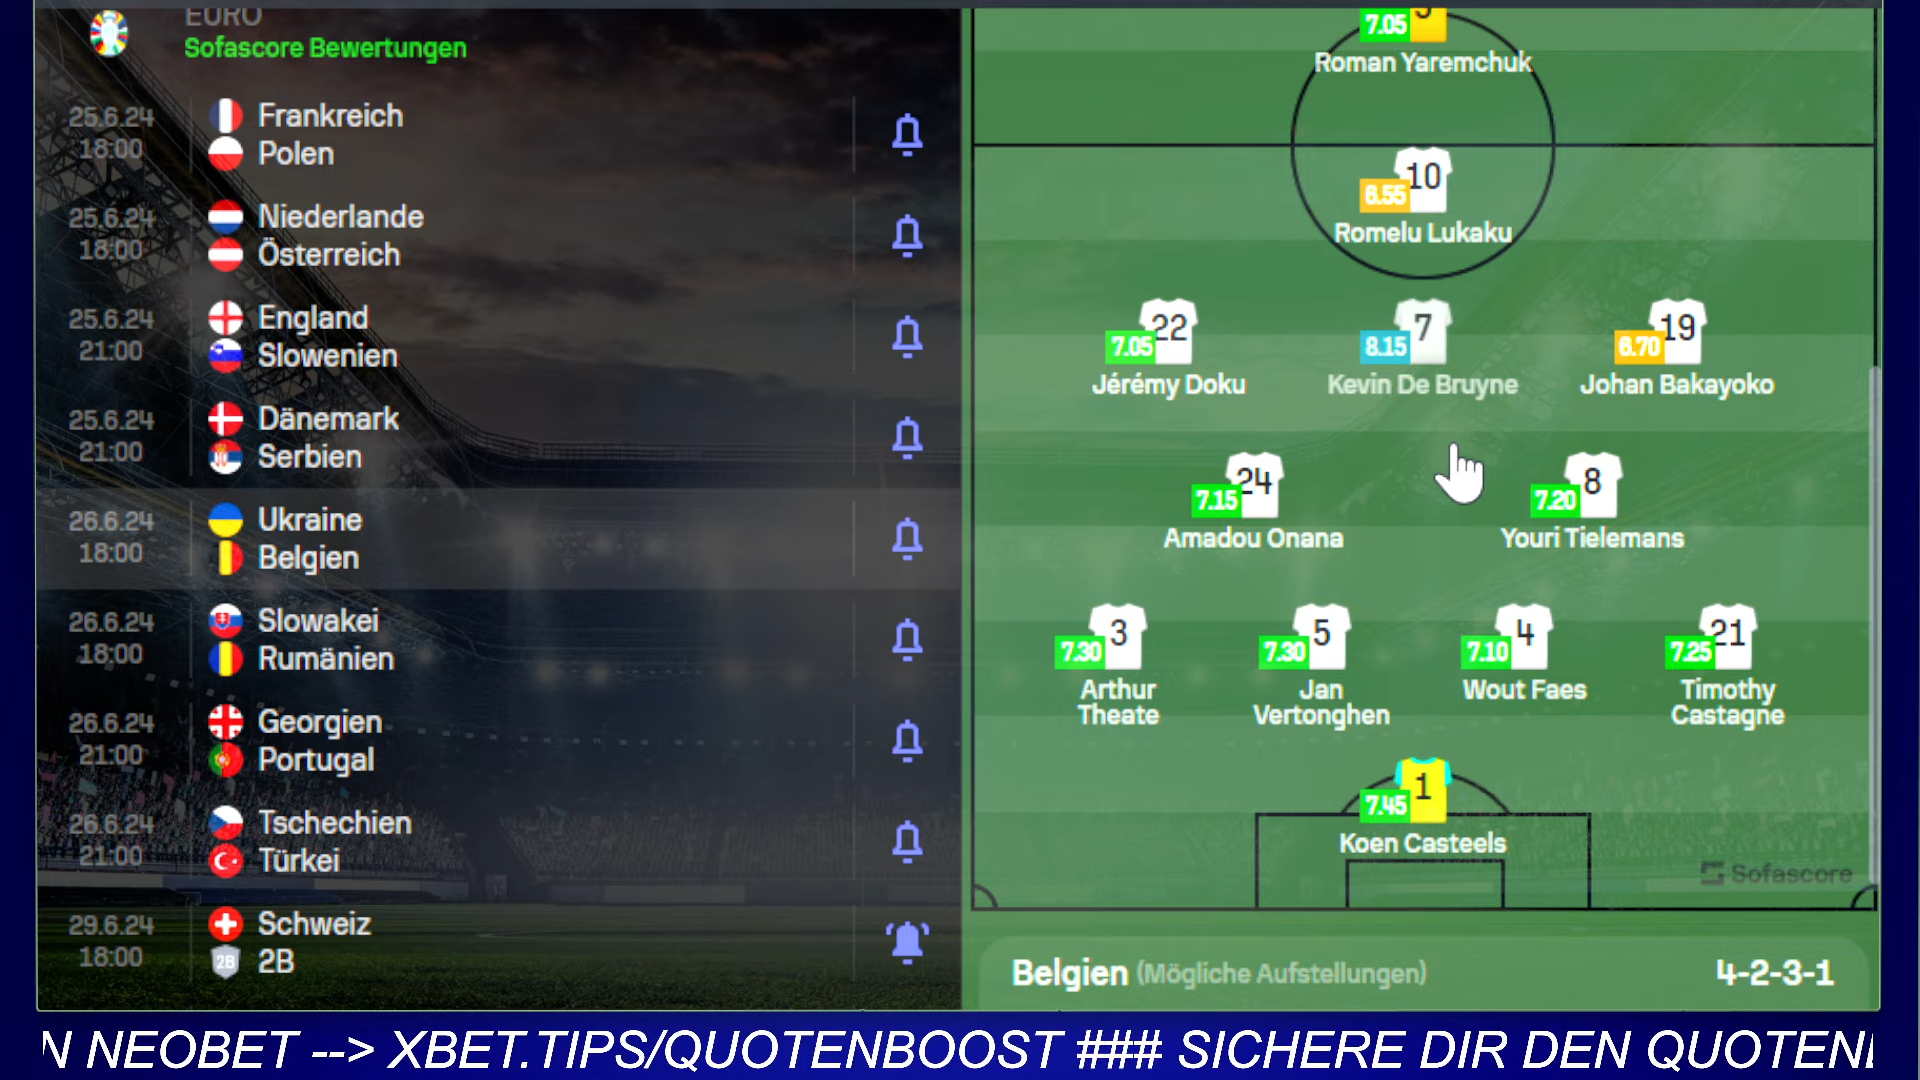 EURO
Sofascore Bewertungen
25.6.24
18:00
Frankreich
Polen
25.6.24
18:00
Niederlande
Österreich
25.6.24
21:00
England
Slowenien
25.6.24
21:00
Dänemark
Serbien
26.6.24
18:00
Ukraine
Belgien
26.6.24
18:00
Slowakei
Rumänien
26.6.24
21:00
Georgien
Portugal
26.6.24
21:00
Tschechien
Türkei
29.6.24
18:00
Schweiz
2B
2B
7.05
Roman Yaremchuk
10
6.55
Romelu Lukaku
22
7.05
Jérémy Doku
7
8.15
Kevin De Bruyne
19
6.70
Johan Bakayoko
24
7.15
Amadou Onana
8
7.20
Youri Tielemans
3
7.30
Arthur
Theate
5
7.30
Jan
Vertonghen
4
7.10
Wout Faes
21
7.25
Timothy
Castagne
1
7.45
Koen Casteels
Sofascore
Belgien (Mögliche Aufstellungen) 4-2-3-1
N NEOBET --> XBET.TIPS/QUOTENBOOST ### SICHERE DIR DEN QUOTEN